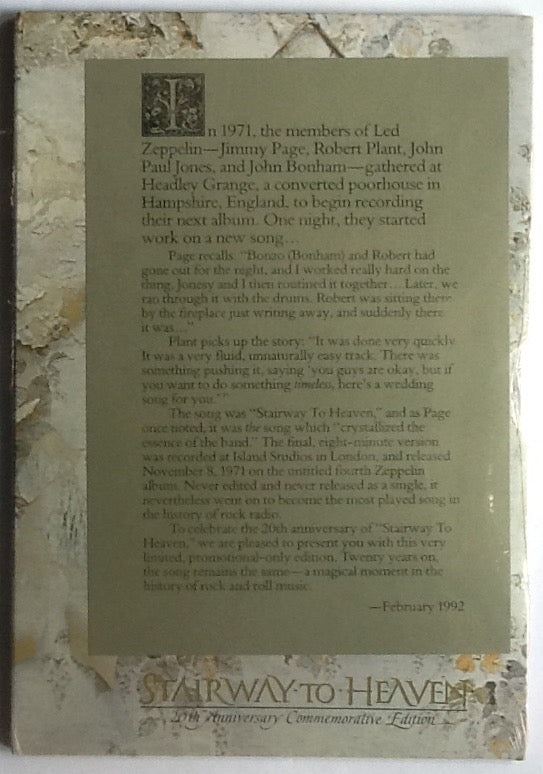 In 1971, the members of Led
Zeppelin—Jimmy Page, Robert Plant, John
Paul Jones, and John Bonham—gathered at
Headley Grange, a converted poorhouse in
Hampshire, England, to begin recording
their next album. One night, they started
work on a new song...
Page recalls: “Bonzo (Bonham) and Robert had
gone out for the night, and I worked really hard on the
thing. Jonesy and I then routined it together... Later, we
ran through it with the drums. Robert was sitting there
by the fireplace just writing away, and suddenly there
it was...”
Plant picks up the story: “It was done very quickly.
It was a very fluid, unnaturally easy track. There was
something pushing it, saying ‘you guys are okay, but if
you want to do something timeless, here’s a wedding
song for you.’”
The song was “Stairway To Heaven,” and as Page
once noted, it was the song which “crystallized the
essence of the band.” The final, eight-minute version
was recorded at Island Studios in London, and released
November 8, 1971 on the untitled fourth Zeppelin
album. Never edited and never released as a single, it
nevertheless went on to become the most played song in
the history of rock radio.
To celebrate the 20th anniversary of “Stairway To
Heaven,” we are pleased to present you with this very
limited, promotional-only edition. Twenty years on,
the song remains the same—a magical moment in the
history of rock and roll music.
—February 1992
STAIRWAY·TO·HEAVEN
20th Anniversary Commemorative Edition